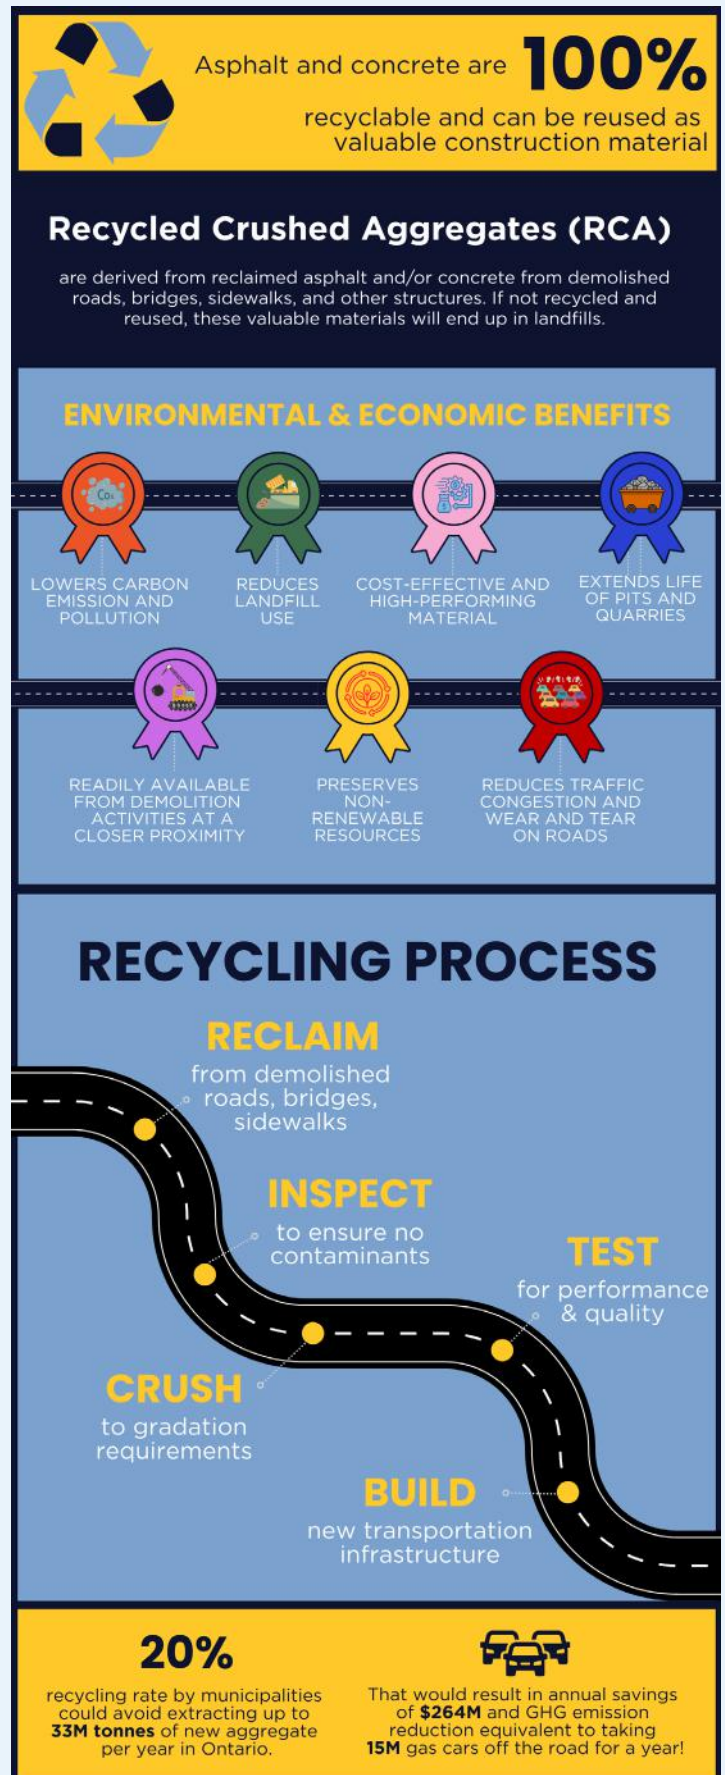 Asphalt and concrete are 100%
recyclable and can be reused as
valuable construction material
Recycled Crushed Aggregates (RCA)
are derived from reclaimed asphalt and/or concrete from demolished
roads, bridges, sidewalks, and other structures. If not recycled and
reused, these valuable materials will end up in landfills.
ENVIRONMENTAL & ECONOMIC BENEFITS
CO₂
LOWERS CARBON
EMISSION AND
POLLUTION
REDUCES
LANDFILL
USE
COST-EFFECTIVE AND
HIGH-PERFORMING
MATERIAL
EXTENDS LIFE
OF PITS AND
QUARRIES
READILY AVAILABLE
FROM DEMOLITION
ACTIVITIES AT A
CLOSER PROXIMITY
PRESERVES
NON-
RENEWABLE
RESOURCES
REDUCES TRAFFIC
CONGESTION AND
WEAR AND TEAR
ON ROADS
RECYCLING PROCESS
RECLAIM
from demolished
roads, bridges,
sidewalks
INSPECT
to ensure no
contaminants
CRUSH
to gradation
requirements
TEST
for performance
& quality
BUILD
new transportation
infrastructure
20%
recycling rate by municipalities
could avoid extracting up to
33M tonnes of new aggregate
per year in Ontario.
That would result in annual savings
of $264M and GHG emission
reduction equivalent to taking
15M gas cars off the road for a year!